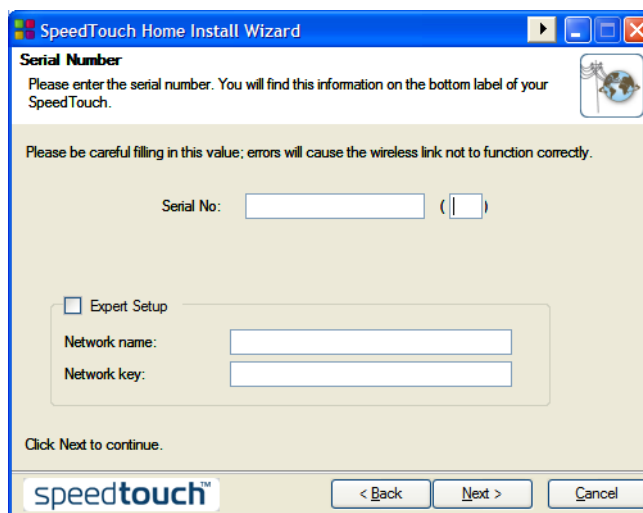 SpeedTouch Home Install Wizard
Serial Number
Please enter the serial number. You will find this information on the bottom label of your
SpeedTouch.
Please be careful filling in this value; errors will cause the wireless link not to function correctly.
Serial No: ( )
Expert Setup
Network name:
Network key:
Click Next to continue.
speedtouch™ < Back Next > Cancel